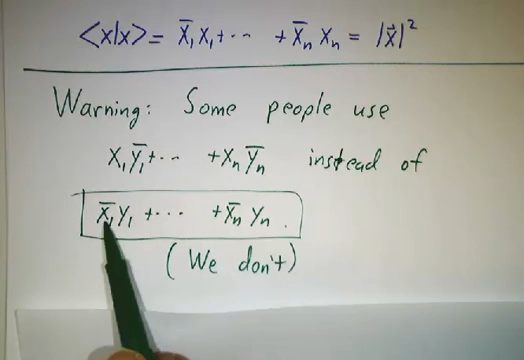 <x|x> = x̄₁x₁ + ⋯ + x̄ₙxₙ = |x⃗|²
Warning: Some people use
x₁ȳ₁ + ⋯ + xₙȳₙ instead of
x̄₁y₁ + ⋯ + x̄ₙyₙ.
(We don't)